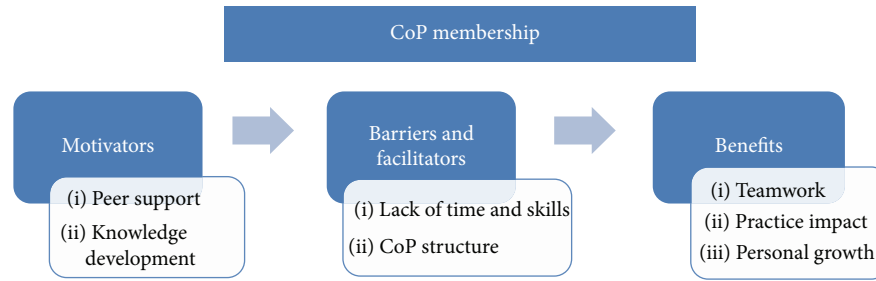 CoP membership
Motivators
(i) Peer support
(ii) Knowledge
development
Barriers and
facilitators
(i) Lack of time and skills
(ii) CoP structure
Benefits
(i) Teamwork
(ii) Practice impact
(iii) Personal growth